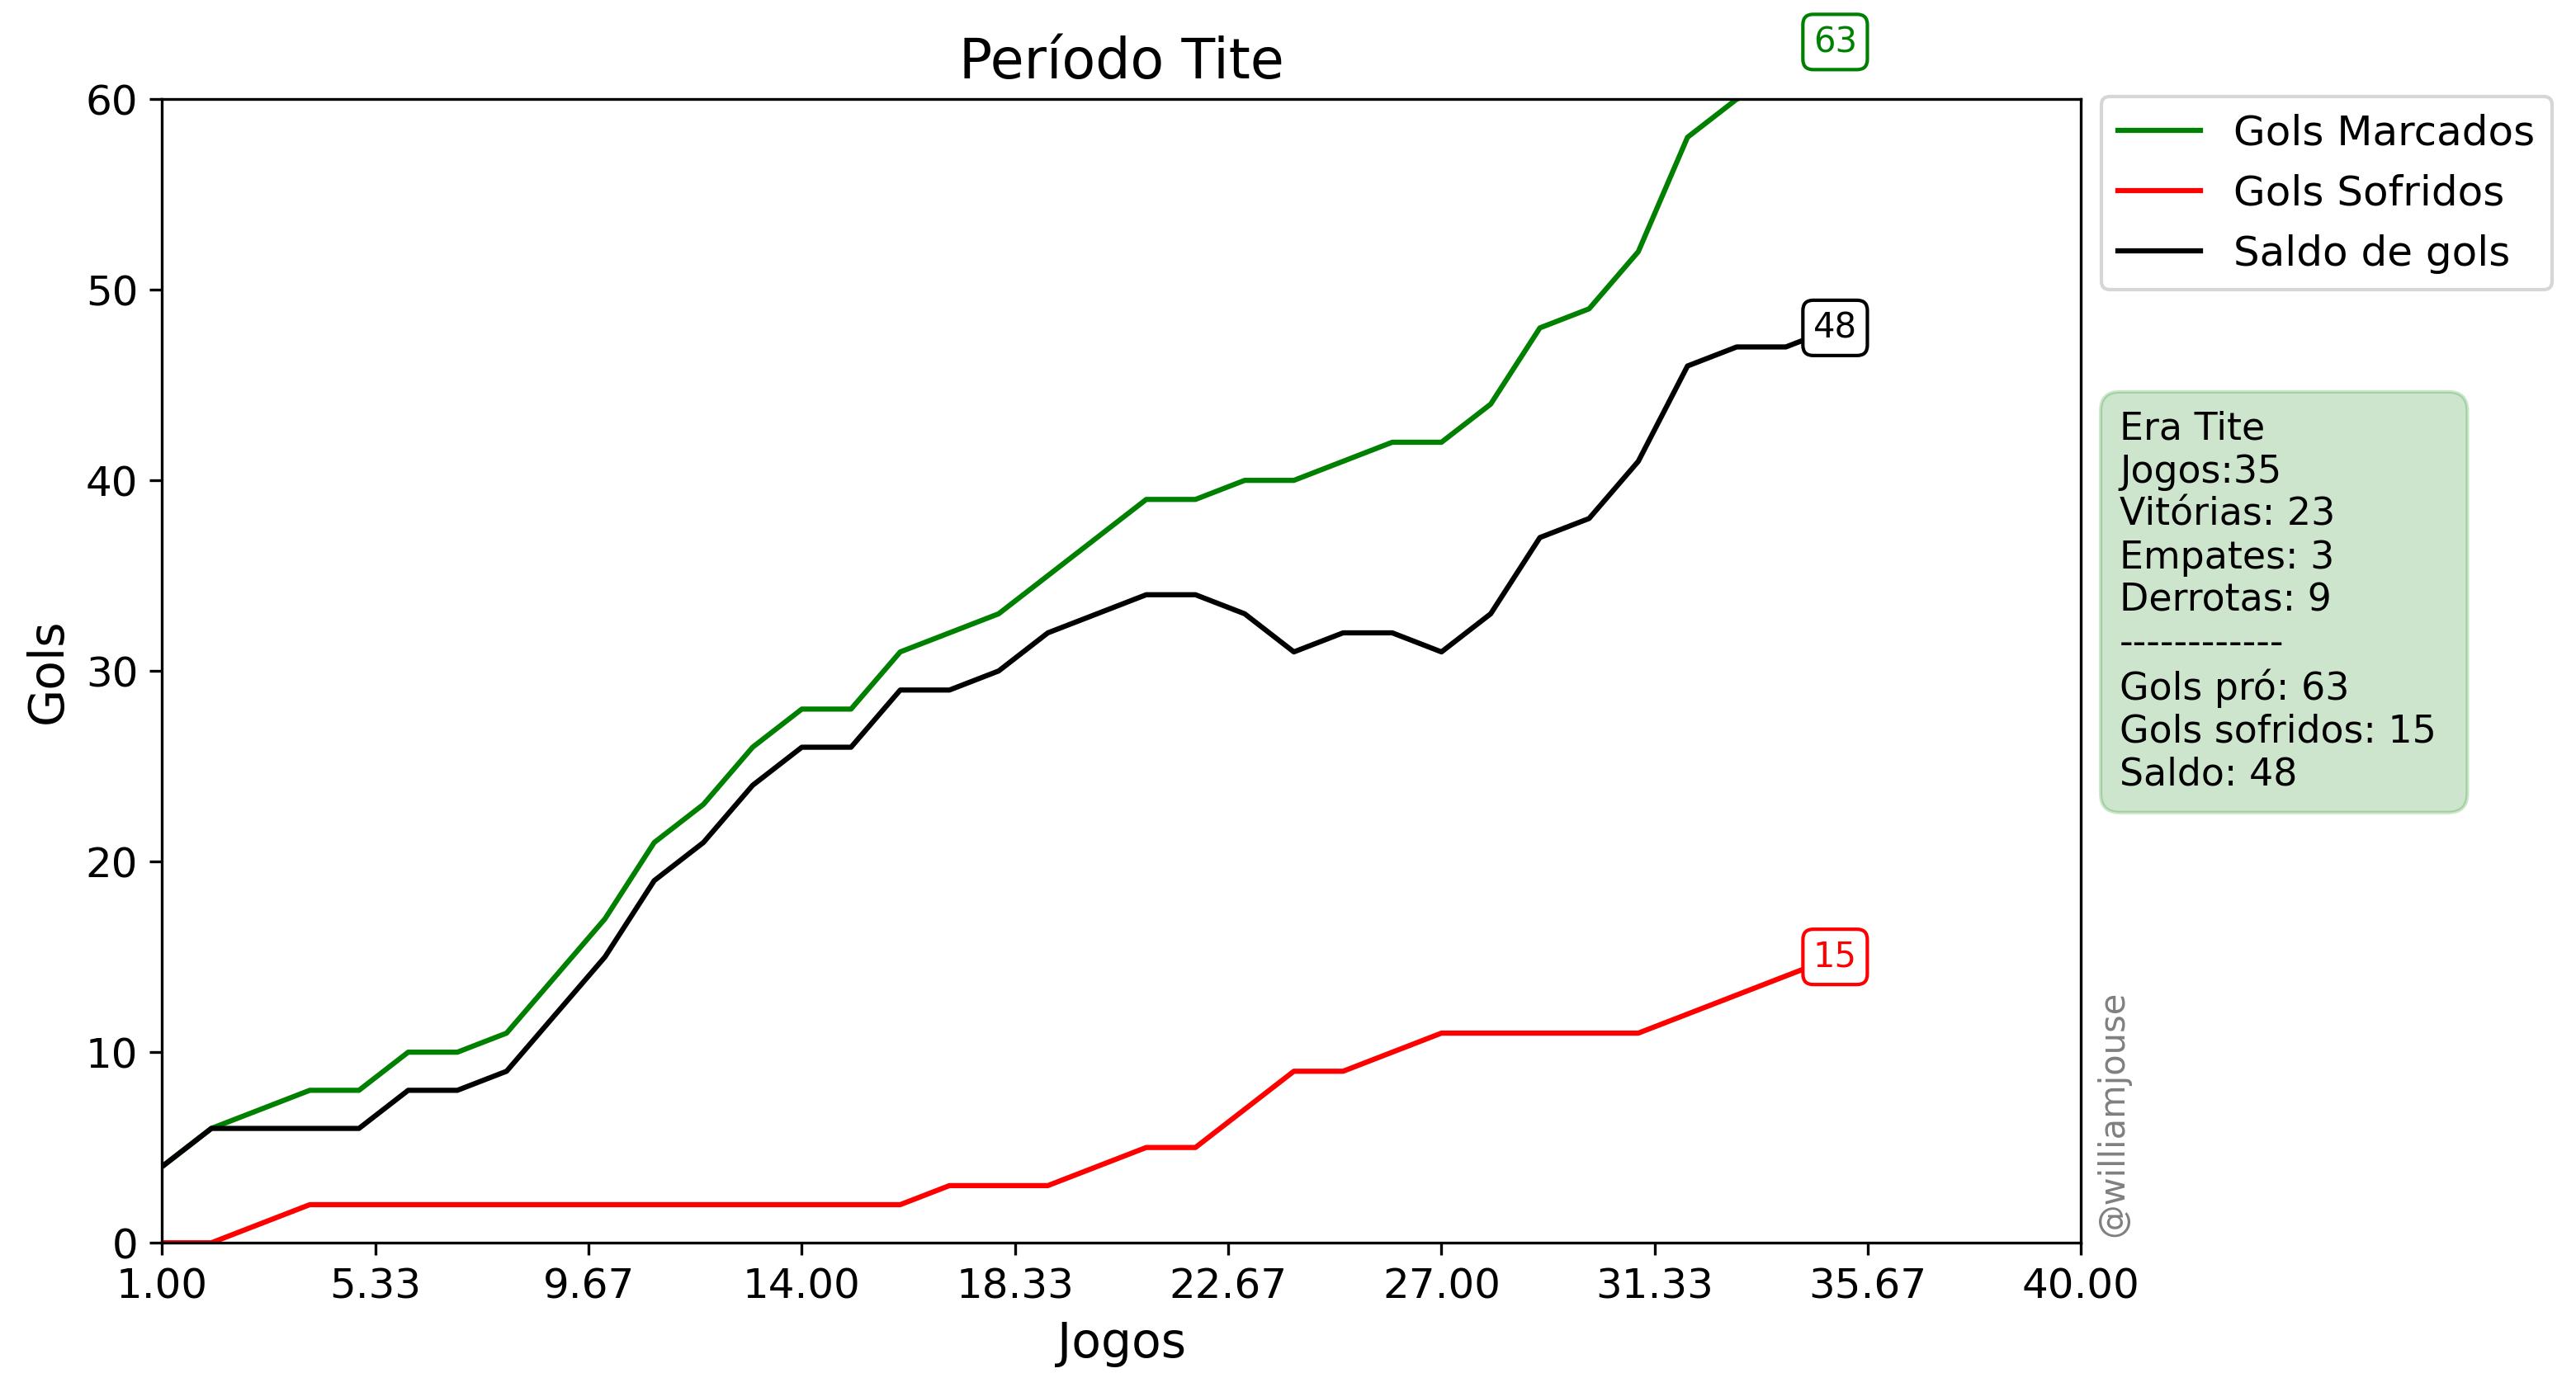 Período Tite
63
60
50
40
30
20
10
0
Gols
48
15
1.00 5.33 9.67 14.00 18.33 22.67 27.00 31.33 35.67 40.00
Jogos
Gols Marcados
Gols Sofridos
Saldo de gols
Era Tite
Jogos:35
Vitórias: 23
Empates: 3
Derrotas: 9
------------
Gols pró: 63
Gols sofridos: 15
Saldo: 48
@williamjouse